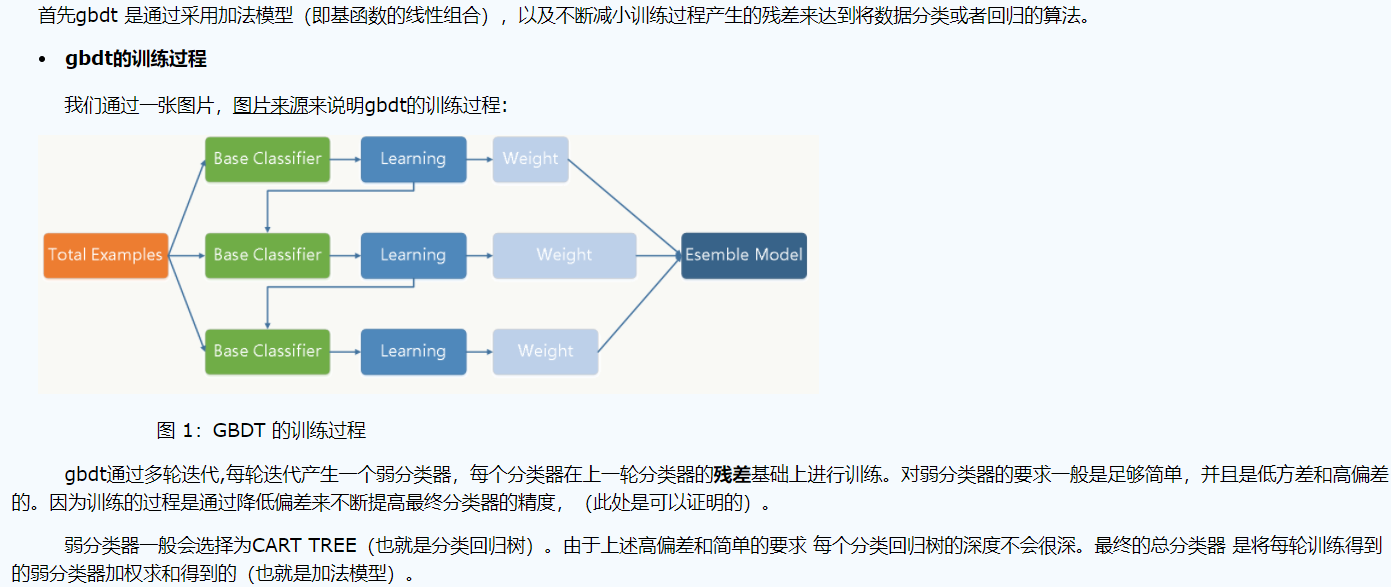 首先gbdt 是通过采用加法模型（即基函数的线性组合），以及不断减小训练过程产生的残差来达到将数据分类或者回归的算法。
• gbdt的训练过程
我们通过一张图片，图片来源来说明gbdt的训练过程：
Base Classifier Learning Weight
Total Examples Base Classifier Learning Weight Esemble Model
Base Classifier Learning Weight
图 1：GBDT 的训练过程
gbdt通过多轮迭代,每轮迭代产生一个弱分类器，每个分类器在上一轮分类器的残差基础上进行训练。对弱分类器的要求一般是足够简单，并且是低方差和高偏差
的。因为训练的过程是通过降低偏差来不断提高最终分类器的精度，（此处是可以证明的）。
弱分类器一般会选择为CART TREE（也就是分类回归树）。由于上述高偏差和简单的要求 每个分类回归树的深度不会很深。最终的总分类器 是将每轮训练得到
的弱分类器加权求和得到的（也就是加法模型）。